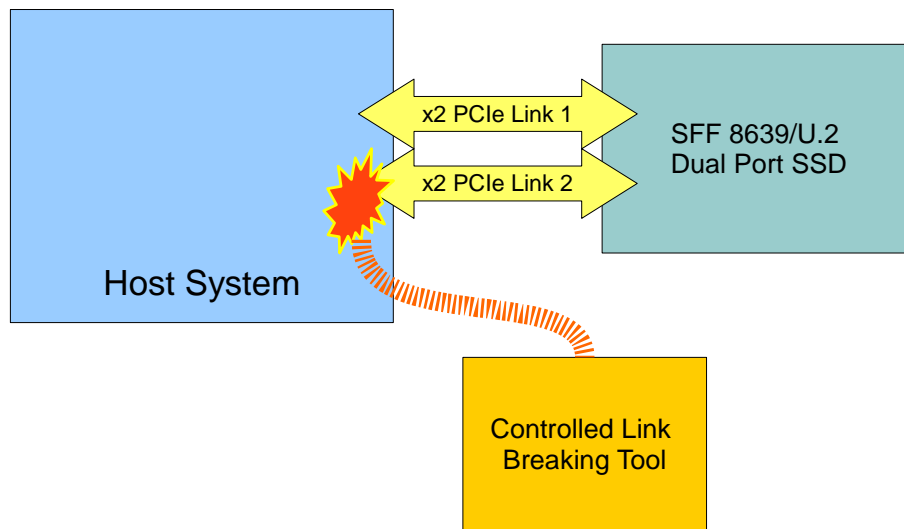 x2 PCIe Link 1
SFF 8639/U.2
Dual Port SSD
x2 PCIe Link 2
Host System
Controlled Link
Breaking Tool